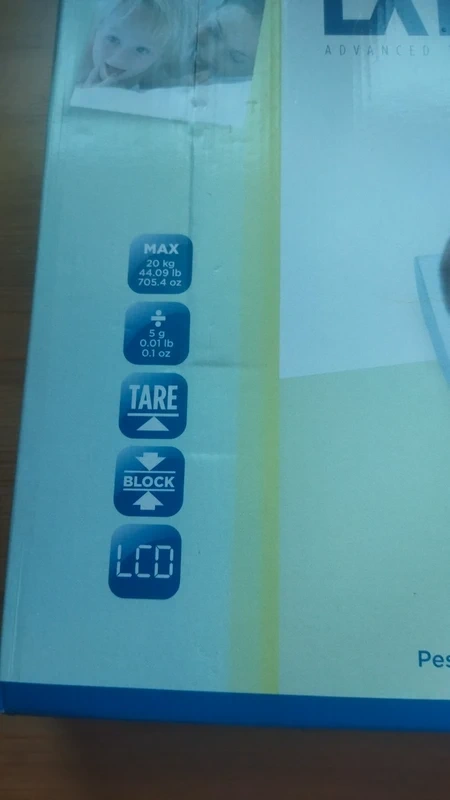 ADVANCED
MAX
20 kg
44.09 lb
705.4 oz
÷
5 g
0.01 lb
0.1 oz
TARE
BLOCK
LCD